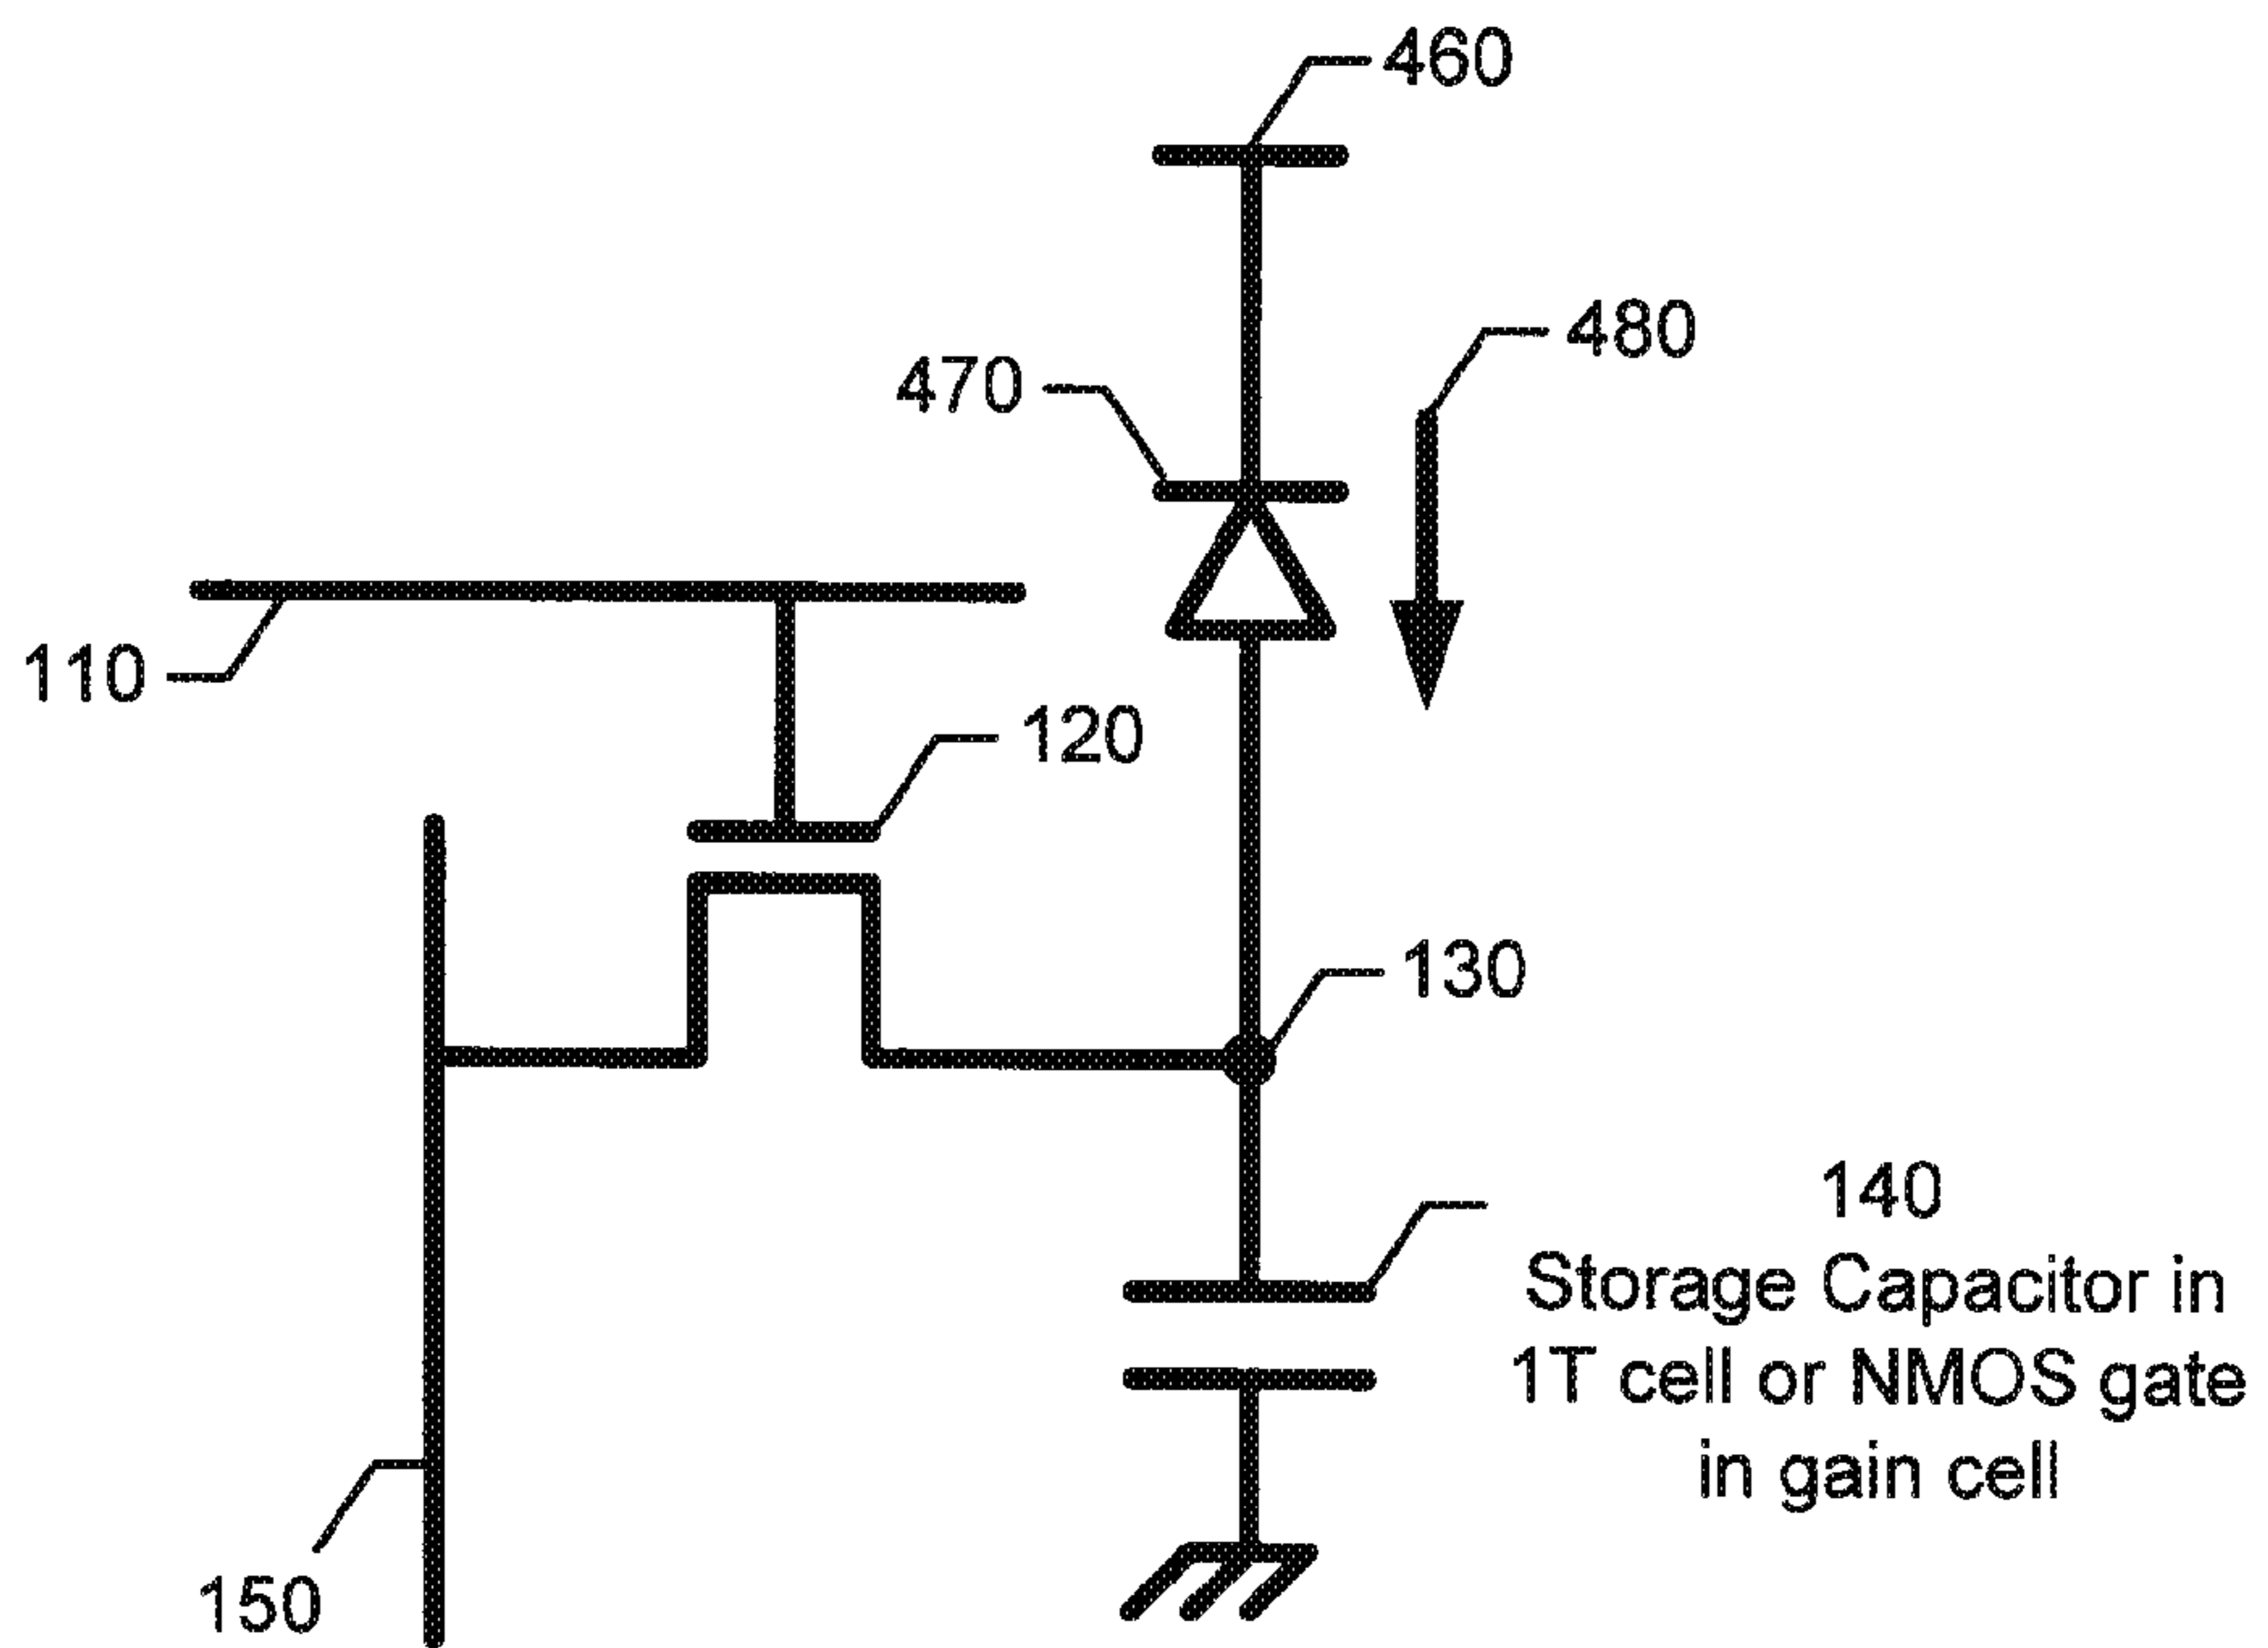 460
480
470
110
120
130
140
Storage Capacitor in
1T cell or NMOS gate
in gain cell
150